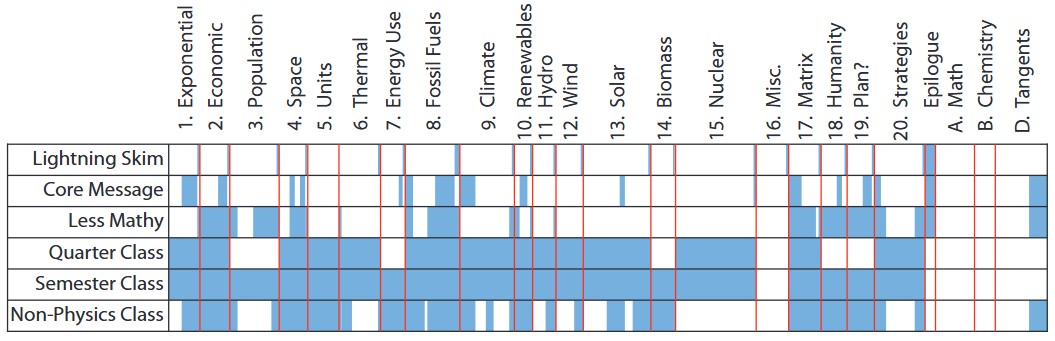 1. Exponential
2. Economic
3. Population
4. Space
5. Units
6. Thermal
7. Energy Use
8. Fossil Fuels
9. Climate
10. Renewables
11. Hydro
12. Wind
13. Solar
14. Biomass
15. Nuclear
16. Misc.
17. Matrix
18. Humanity
19. Plan?
20. Strategies
Epilogue
A. Math
B. Chemistry
D. Tangents
Lightning Skim
Core Message
Less Mathy
Quarter Class
Semester Class
Non-Physics Class